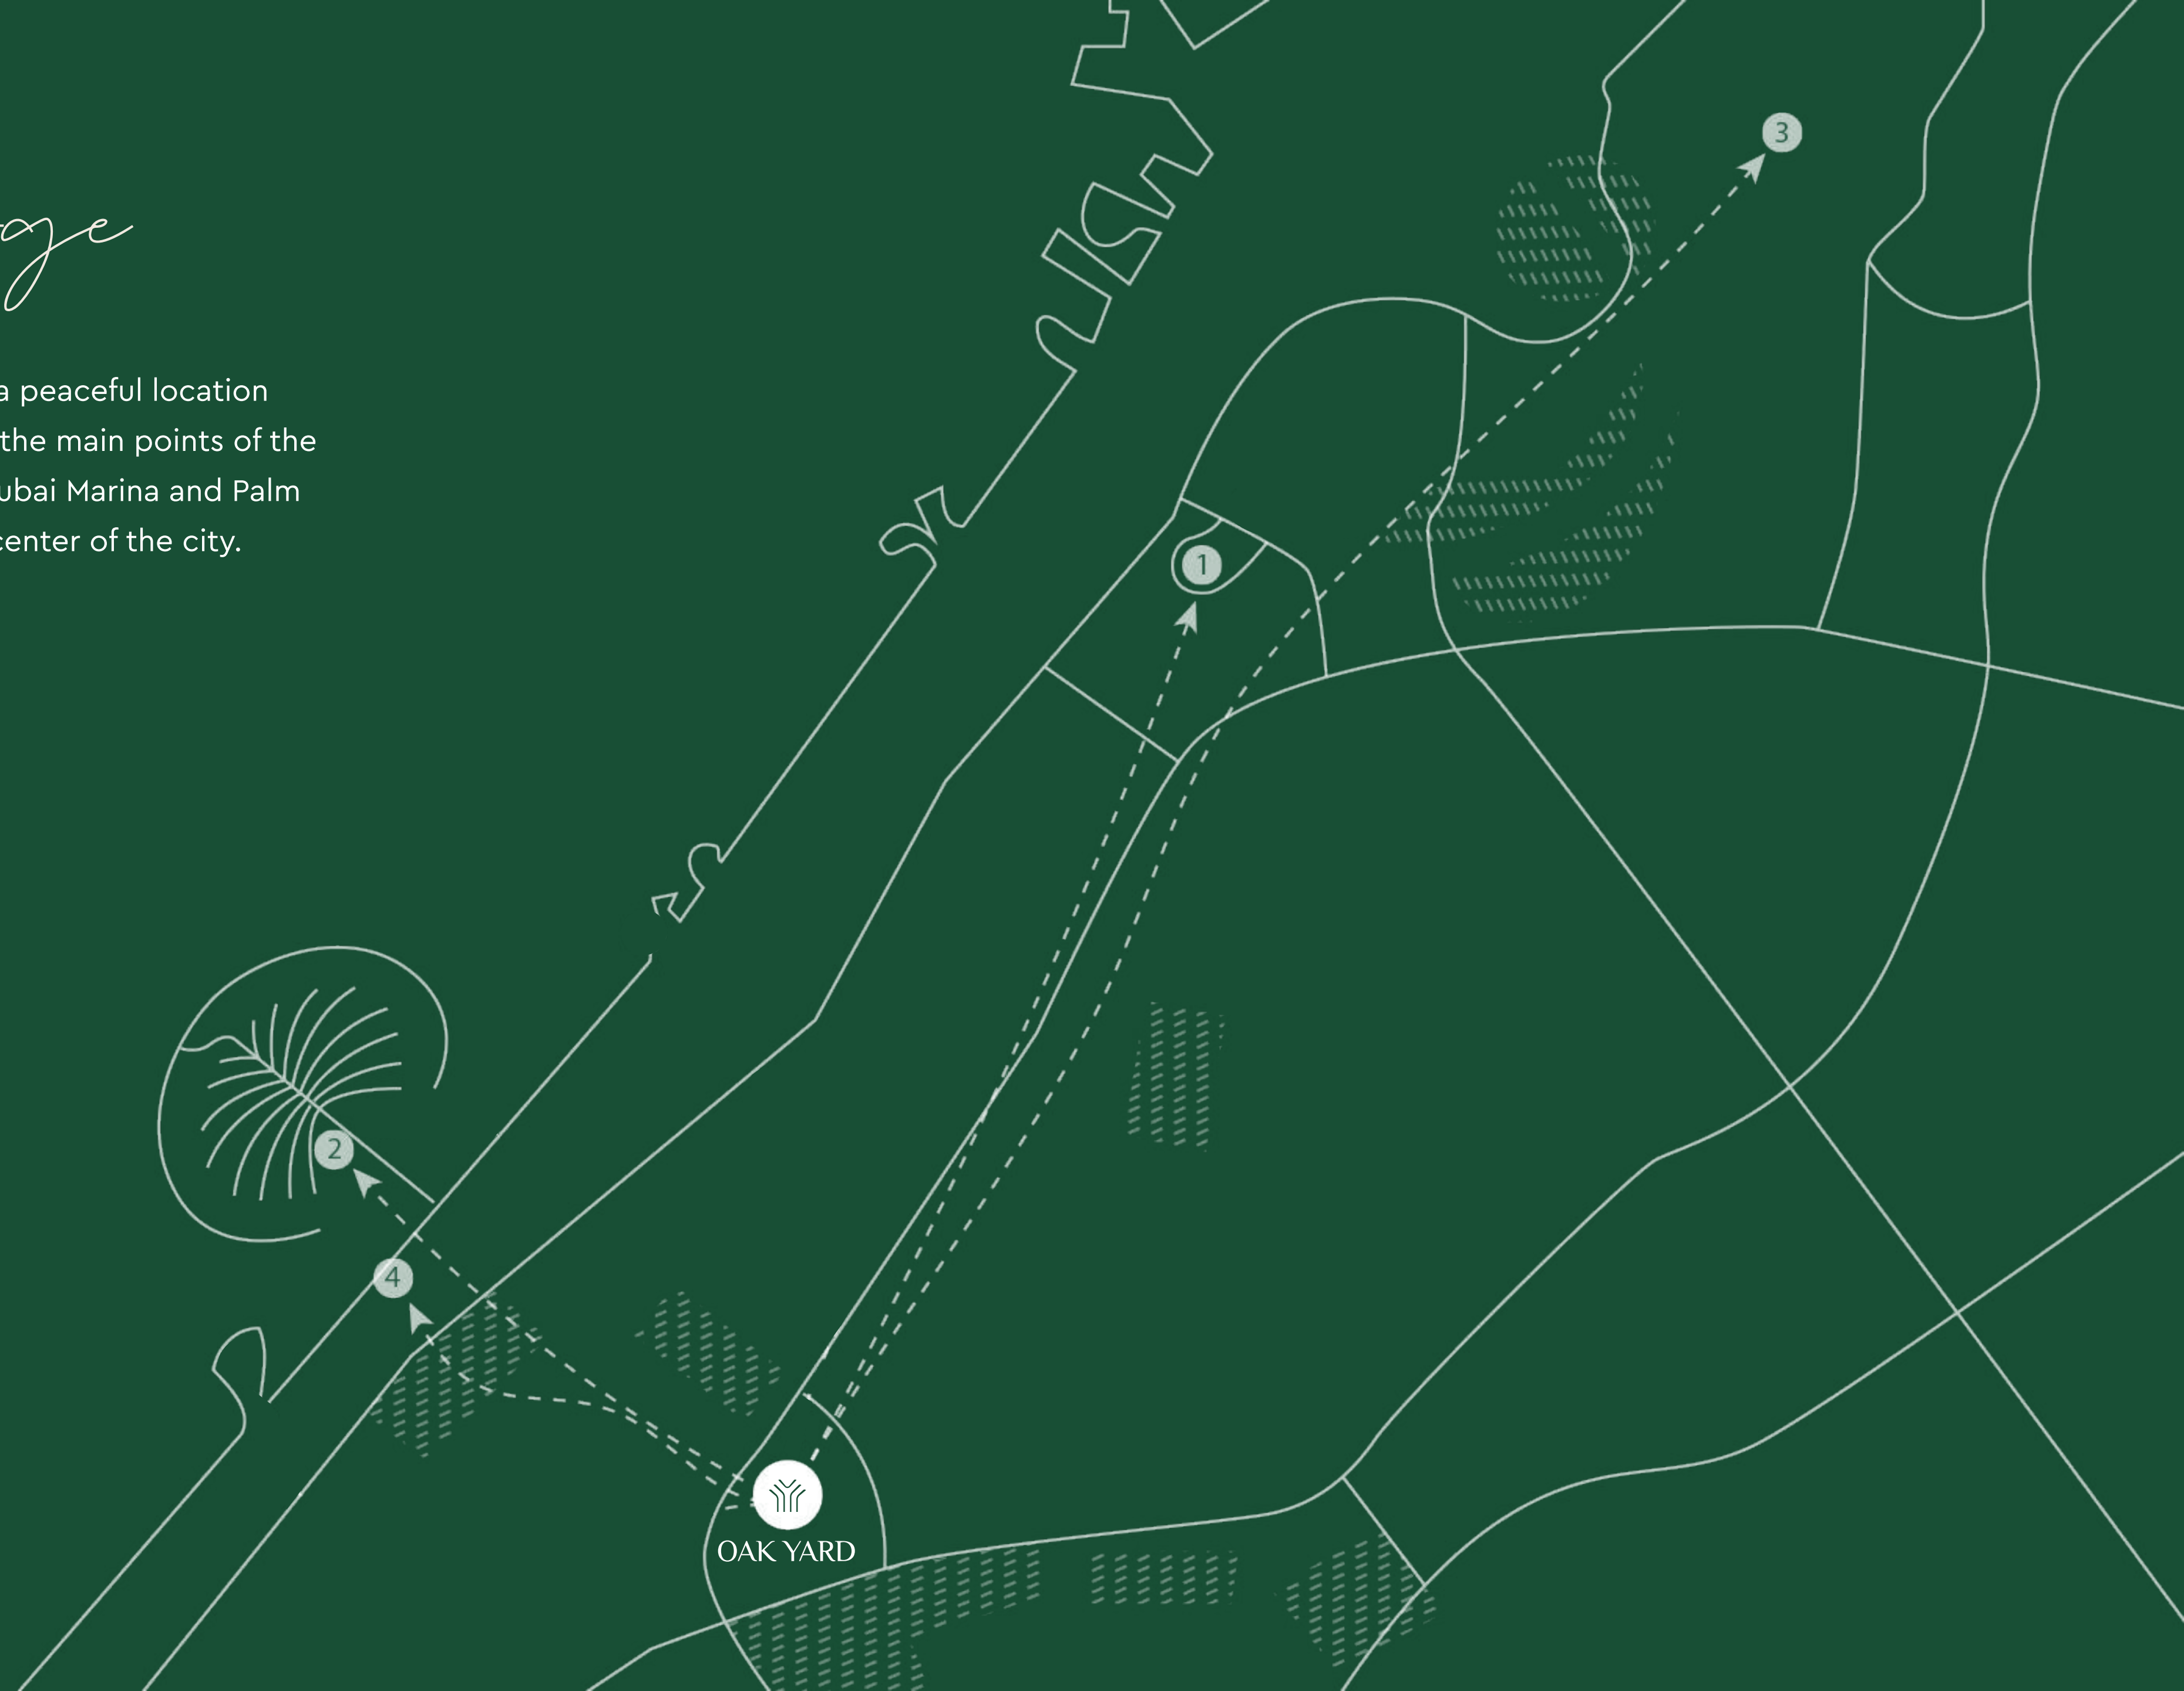 a peaceful location
the main points of the
ubai Marina and Palm
center of the city.
3
1
2
4
OAK YARD